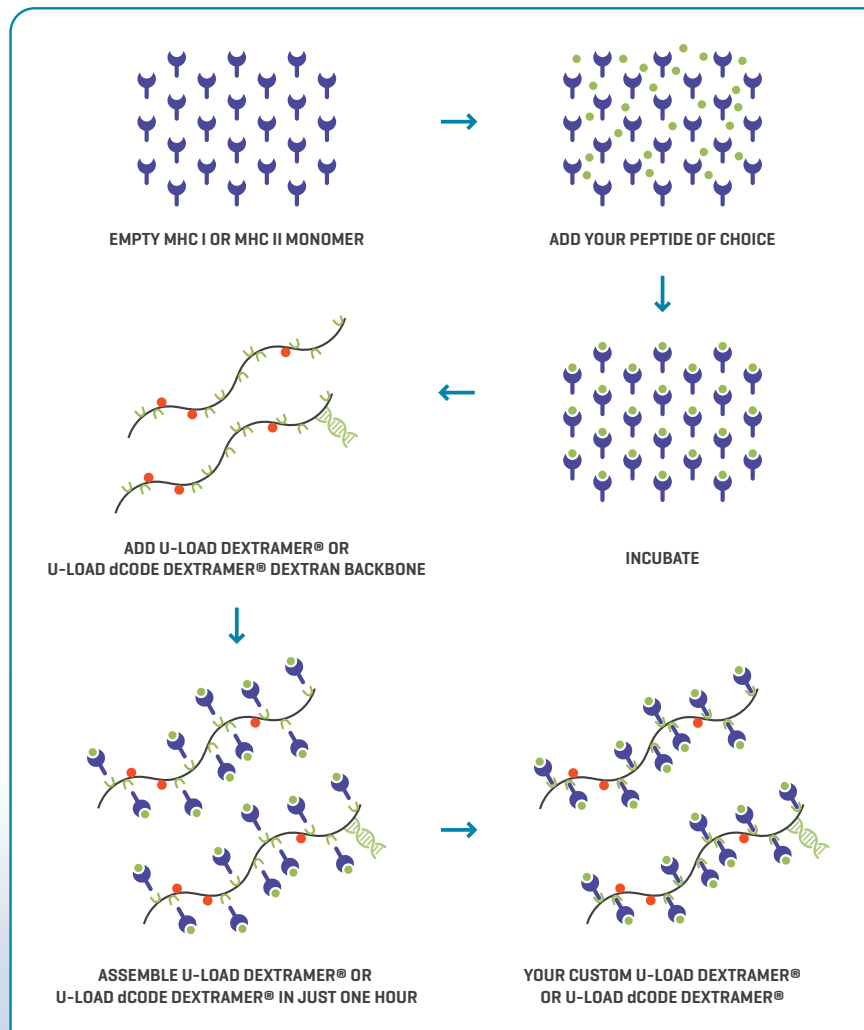 EMPTY MHC I OR MHC II MONOMER
ADD YOUR PEPTIDE OF CHOICE
ADD U-LOAD DEXTRAMER® OR
U-LOAD dCODE DEXTRAMER® DEXTRAN BACKBONE
INCUBATE
ASSEMBLE U-LOAD DEXTRAMER® OR
U-LOAD dCODE DEXTRAMER® IN JUST ONE HOUR
YOUR CUSTOM U-LOAD DEXTRAMER®
OR U-LOAD dCODE DEXTRAMER®